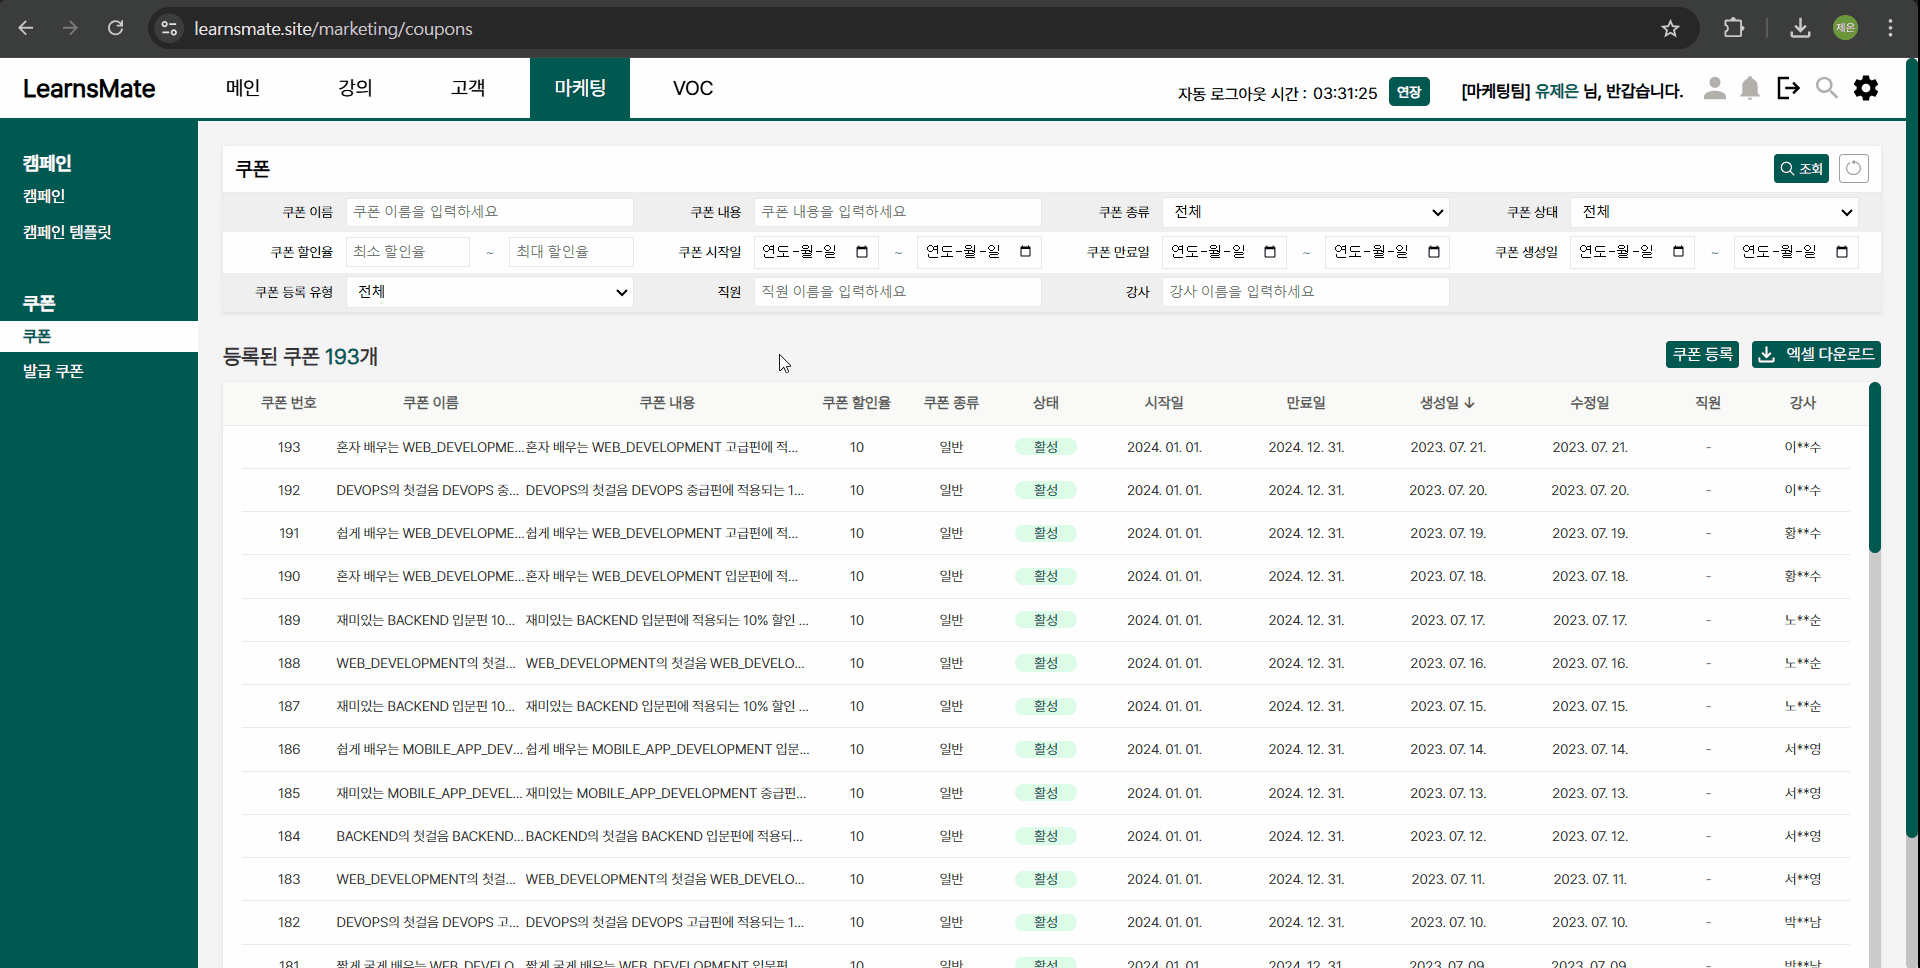 learnsmate.site/marketing/coupons
제은
LearnsMate 메인 강의 고객 마케팅 VOC 자동 로그아웃 시간 : 03:31:25 연장 [마케팅팀] 유제은 님, 반갑습니다.
캠페인
캠페인
캠페인 템플릿
쿠폰
쿠폰
발급 쿠폰
쿠폰 조회
쿠폰 이름 쿠폰 이름을 입력하세요 쿠폰 내용 쿠폰 내용을 입력하세요 쿠폰 종류 전체 쿠폰 상태 전체
쿠폰 할인율 최소 할인율 ~ 최대 할인율 쿠폰 시작일 연도-월-일 ~ 연도-월-일 쿠폰 만료일 연도-월-일 ~ 연도-월-일 쿠폰 생성일 연도-월-일 ~ 연도-월-일
쿠폰 등록 유형 전체 직원 직원 이름을 입력하세요 강사 강사 이름을 입력하세요
등록된 쿠폰 193개 쿠폰 등록 엑셀 다운로드
쿠폰 번호 쿠폰 이름 쿠폰 내용 쿠폰 할인율 쿠폰 종류 상태 시작일 만료일 생성일 ↓ 수정일 직원 강사
193 혼자 배우는 WEB_DEVELOPME... 혼자 배우는 WEB_DEVELOPMENT 고급편에 적... 10 일반 활성 2024. 01. 01. 2024. 12. 31. 2023. 07. 21. 2023. 07. 21. - 이**수
192 DEVOPS의 첫걸음 DEVOPS 중... DEVOPS의 첫걸음 DEVOPS 중급편에 적용되는 1... 10 일반 활성 2024. 01. 01. 2024. 12. 31. 2023. 07. 20. 2023. 07. 20. - 이**수
191 쉽게 배우는 WEB_DEVELOPME... 쉽게 배우는 WEB_DEVELOPMENT 고급편에 적... 10 일반 활성 2024. 01. 01. 2024. 12. 31. 2023. 07. 19. 2023. 07. 19. - 황**수
190 혼자 배우는 WEB_DEVELOPME... 혼자 배우는 WEB_DEVELOPMENT 입문편에 적... 10 일반 활성 2024. 01. 01. 2024. 12. 31. 2023. 07. 18. 2023. 07. 18. - 황**수
189 재미있는 BACKEND 입문편 10... 재미있는 BACKEND 입문편에 적용되는 10% 할인 ... 10 일반 활성 2024. 01. 01. 2024. 12. 31. 2023. 07. 17. 2023. 07. 17. - 노**순
188 WEB_DEVELOPMENT의 첫걸... WEB_DEVELOPMENT의 첫걸음 WEB_DEVELO... 10 일반 활성 2024. 01. 01. 2024. 12. 31. 2023. 07. 16. 2023. 07. 16. - 노**순
187 재미있는 BACKEND 입문편 10... 재미있는 BACKEND 입문편에 적용되는 10% 할인 ... 10 일반 활성 2024. 01. 01. 2024. 12. 31. 2023. 07. 15. 2023. 07. 15. - 노**순
186 쉽게 배우는 MOBILE_APP_DEV... 쉽게 배우는 MOBILE_APP_DEVELOPMENT 입문... 10 일반 활성 2024. 01. 01. 2024. 12. 31. 2023. 07. 14. 2023. 07. 14. - 서**영
185 재미있는 MOBILE_APP_DEVEL... 재미있는 MOBILE_APP_DEVELOPMENT 중급편... 10 일반 활성 2024. 01. 01. 2024. 12. 31. 2023. 07. 13. 2023. 07. 13. - 서**영
184 BACKEND의 첫걸음 BACKEND... BACKEND의 첫걸음 BACKEND 입문편에 적용되... 10 일반 활성 2024. 01. 01. 2024. 12. 31. 2023. 07. 12. 2023. 07. 12. - 서**영
183 WEB_DEVELOPMENT의 첫걸... WEB_DEVELOPMENT의 첫걸음 WEB_DEVELO... 10 일반 활성 2024. 01. 01. 2024. 12. 31. 2023. 07. 11. 2023. 07. 11. - 서**영
182 DEVOPS의 첫걸음 DEVOPS 고... DEVOPS의 첫걸음 DEVOPS 고급편에 적용되는 1... 10 일반 활성 2024. 01. 01. 2024. 12. 31. 2023. 07. 10. 2023. 07. 10. - 박**남
181 짧게 굵게 배우는 WEB_DEVELO... 짧게 굵게 배우는 WEB_DEVELOPMENT 입문편... 10 일반 활성 2024. 01. 01. 2024. 12. 31. 2023. 07. 09. 2023. 07. 09. - 박**남